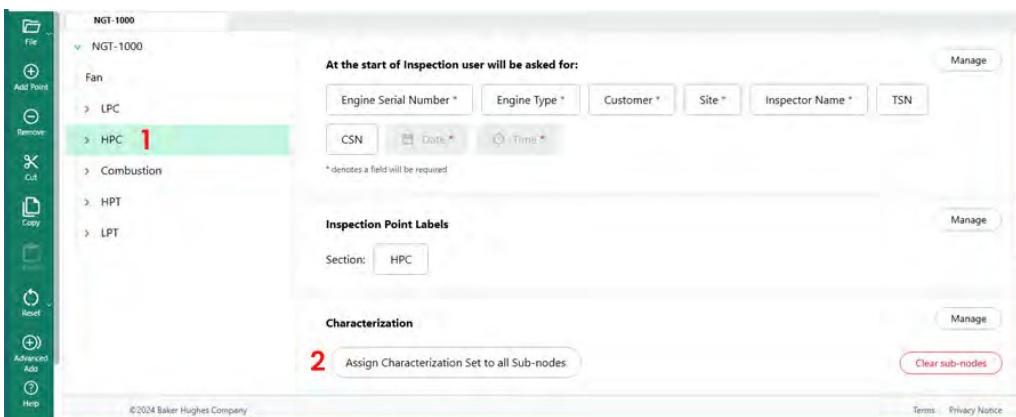 NGT-1000
File
Add Point
Remove
Cut
Copy
Reset
Advanced Add
Help
NGT-1000
Fan
LPC
HPC 1
Combustion
HPT
LPT
At the start of Inspection user will be asked for:
Manage
Engine Serial Number * Engine Type * Customer * Site * Inspector Name * TSN
CSN Date * Time *
* denotes a field will be required
Inspection Point Labels
Manage
Section: HPC
Characterization
Manage
2 Assign Characterization Set to all Sub-nodes
Clear sub-nodes
©2024 Baker Hughes Company
Terms Privacy Notice